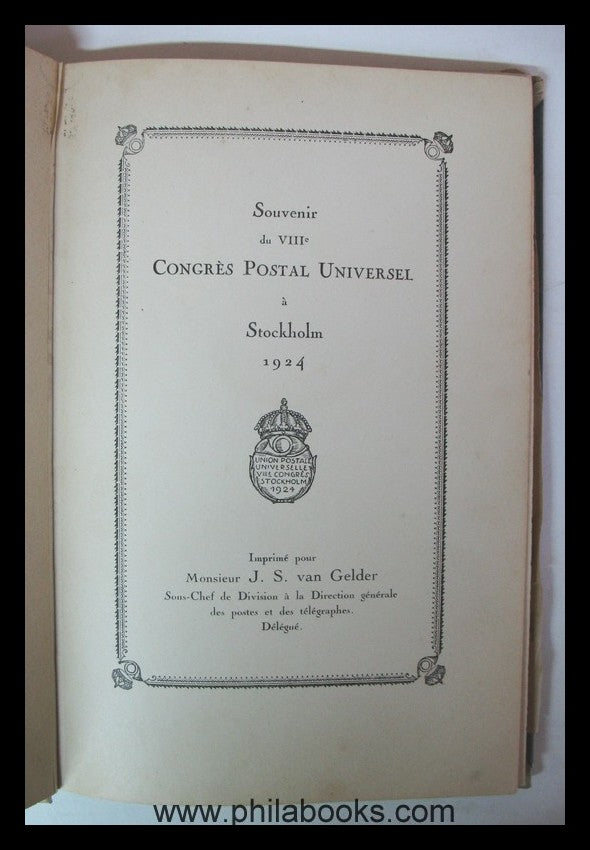 Souvenir
du VIIIe
CONGRÈS POSTAL UNIVERSEL
à
Stockholm
1924
UNION POSTALE
UNIVERSELLE
VIIIE CONGRÈS
STOCKHOLM
1924
Imprimé pour
Monsieur J. S. van Gelder
Sous-Chef de Division à la Direction générale
des postes et des télégraphes.
Délégué.
www.philabooks.com